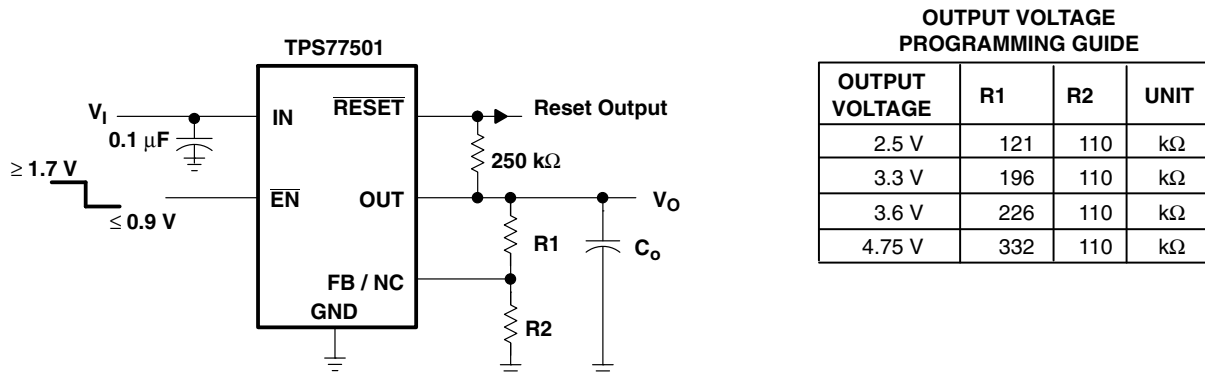 TPS77501
V_I
0.1 µF
IN
RESET
Reset Output
250 kΩ
≥ 1.7 V
≤ 0.9 V
EN
OUT
V_O
R1
C_o
FB / NC
GND
R2
OUTPUT VOLTAGE
PROGRAMMING GUIDE
OUTPUT VOLTAGE R1 R2 UNIT
2.5 V 121 110 kΩ
3.3 V 196 110 kΩ
3.6 V 226 110 kΩ
4.75 V 332 110 kΩ